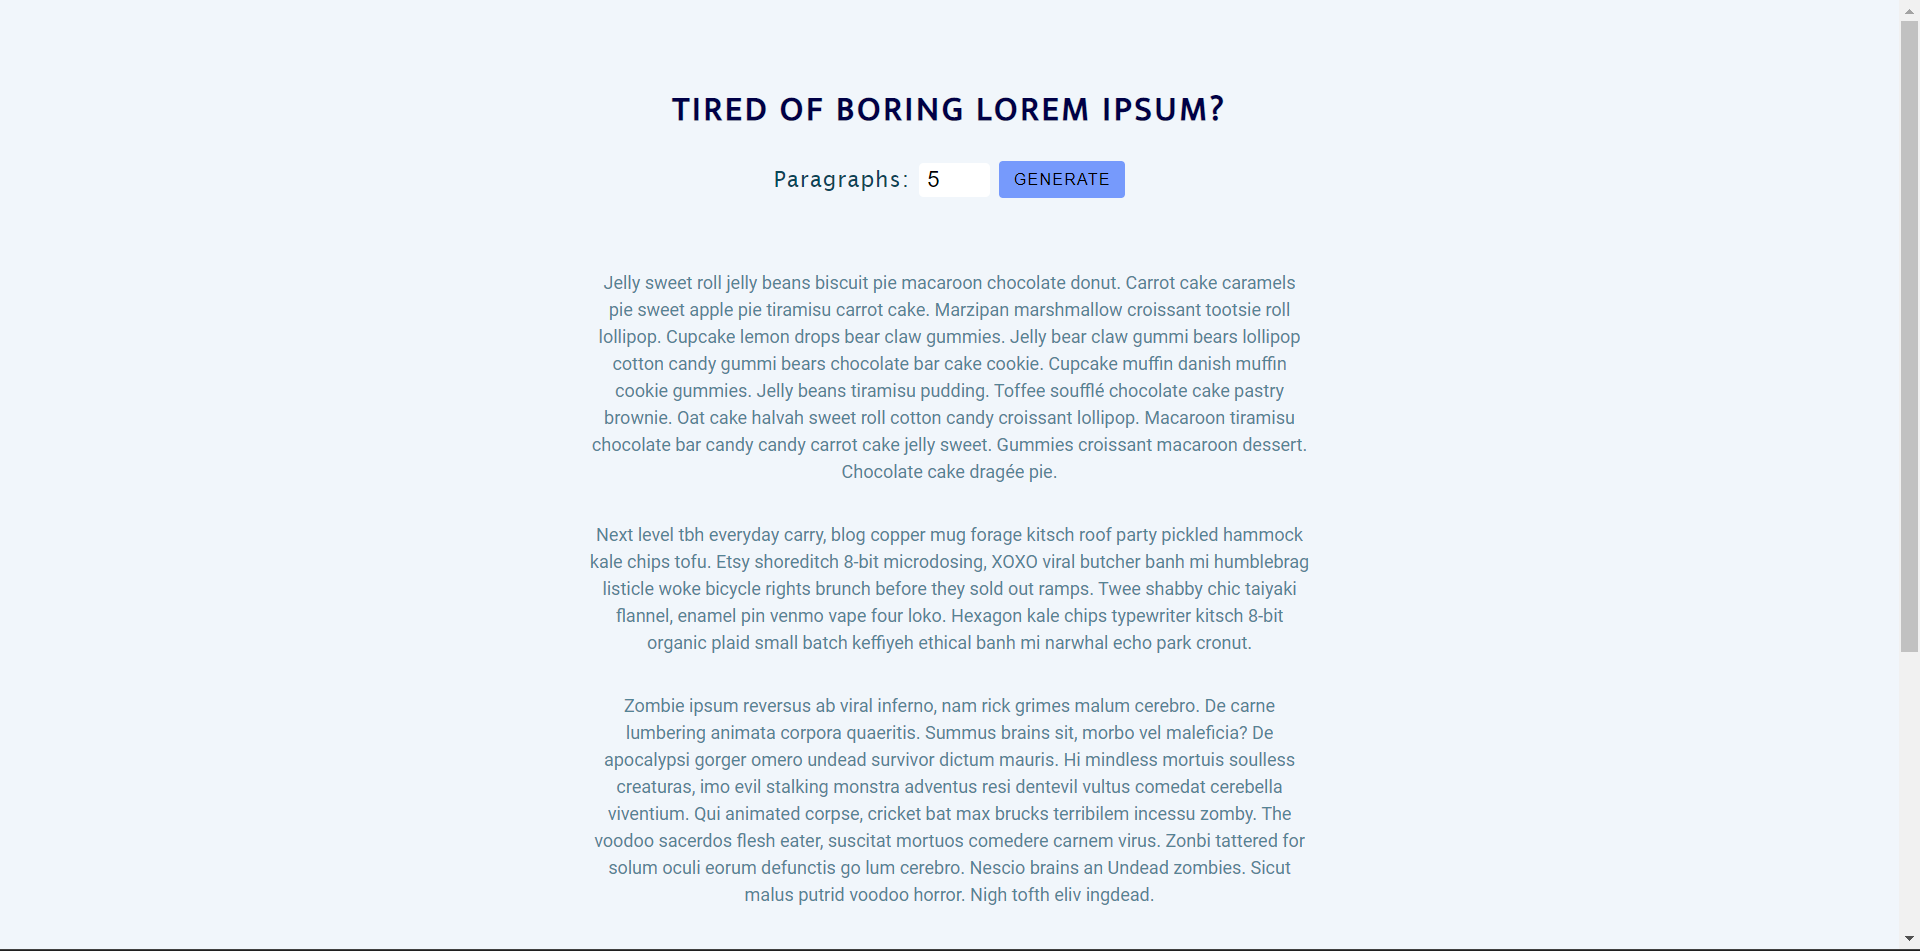 TIRED OF BORING LOREM IPSUM?
Paragraphs: 5 GENERATE
Jelly sweet roll jelly beans biscuit pie macaroon chocolate donut. Carrot cake caramels
pie sweet apple pie tiramisu carrot cake. Marzipan marshmallow croissant tootsie roll
lollipop. Cupcake lemon drops bear claw gummies. Jelly bear claw gummi bears lollipop
cotton candy gummi bears chocolate bar cake cookie. Cupcake muffin danish muffin
cookie gummies. Jelly beans tiramisu pudding. Toffee soufflé chocolate cake pastry
brownie. Oat cake halvah sweet roll cotton candy croissant lollipop. Macaroon tiramisu
chocolate bar candy candy carrot cake jelly sweet. Gummies croissant macaroon dessert.
Chocolate cake dragée pie.
Next level tbh everyday carry, blog copper mug forage kitsch roof party pickled hammock
kale chips tofu. Etsy shoreditch 8-bit microdosing, XOXO viral butcher banh mi humblebrag
listicle woke bicycle rights brunch before they sold out ramps. Twee shabby chic taiyaki
flannel, enamel pin venmo vape four loko. Hexagon kale chips typewriter kitsch 8-bit
organic plaid small batch keffiyeh ethical banh mi narwhal echo park cronut.
Zombie ipsum reversus ab viral inferno, nam rick grimes malum cerebro. De carne
lumbering animata corpora quaeritis. Summus brains sit, morbo vel maleficia? De
apocalypsi gorger omero undead survivor dictum mauris. Hi mindless mortuis soulless
creaturas, imo evil stalking monstra adventus resi dentevil vultus comedat cerebella
viventium. Qui animated corpse, cricket bat max brucks terribilem incessu zomby. The
voodoo sacerdos flesh eater, suscitat mortuos comedere carnem virus. Zonbi tattered for
solum oculi eorum defunctis go lum cerebro. Nescio brains an Undead zombies. Sicut
malus putrid voodoo horror. Nigh tofth eliv ingdead.